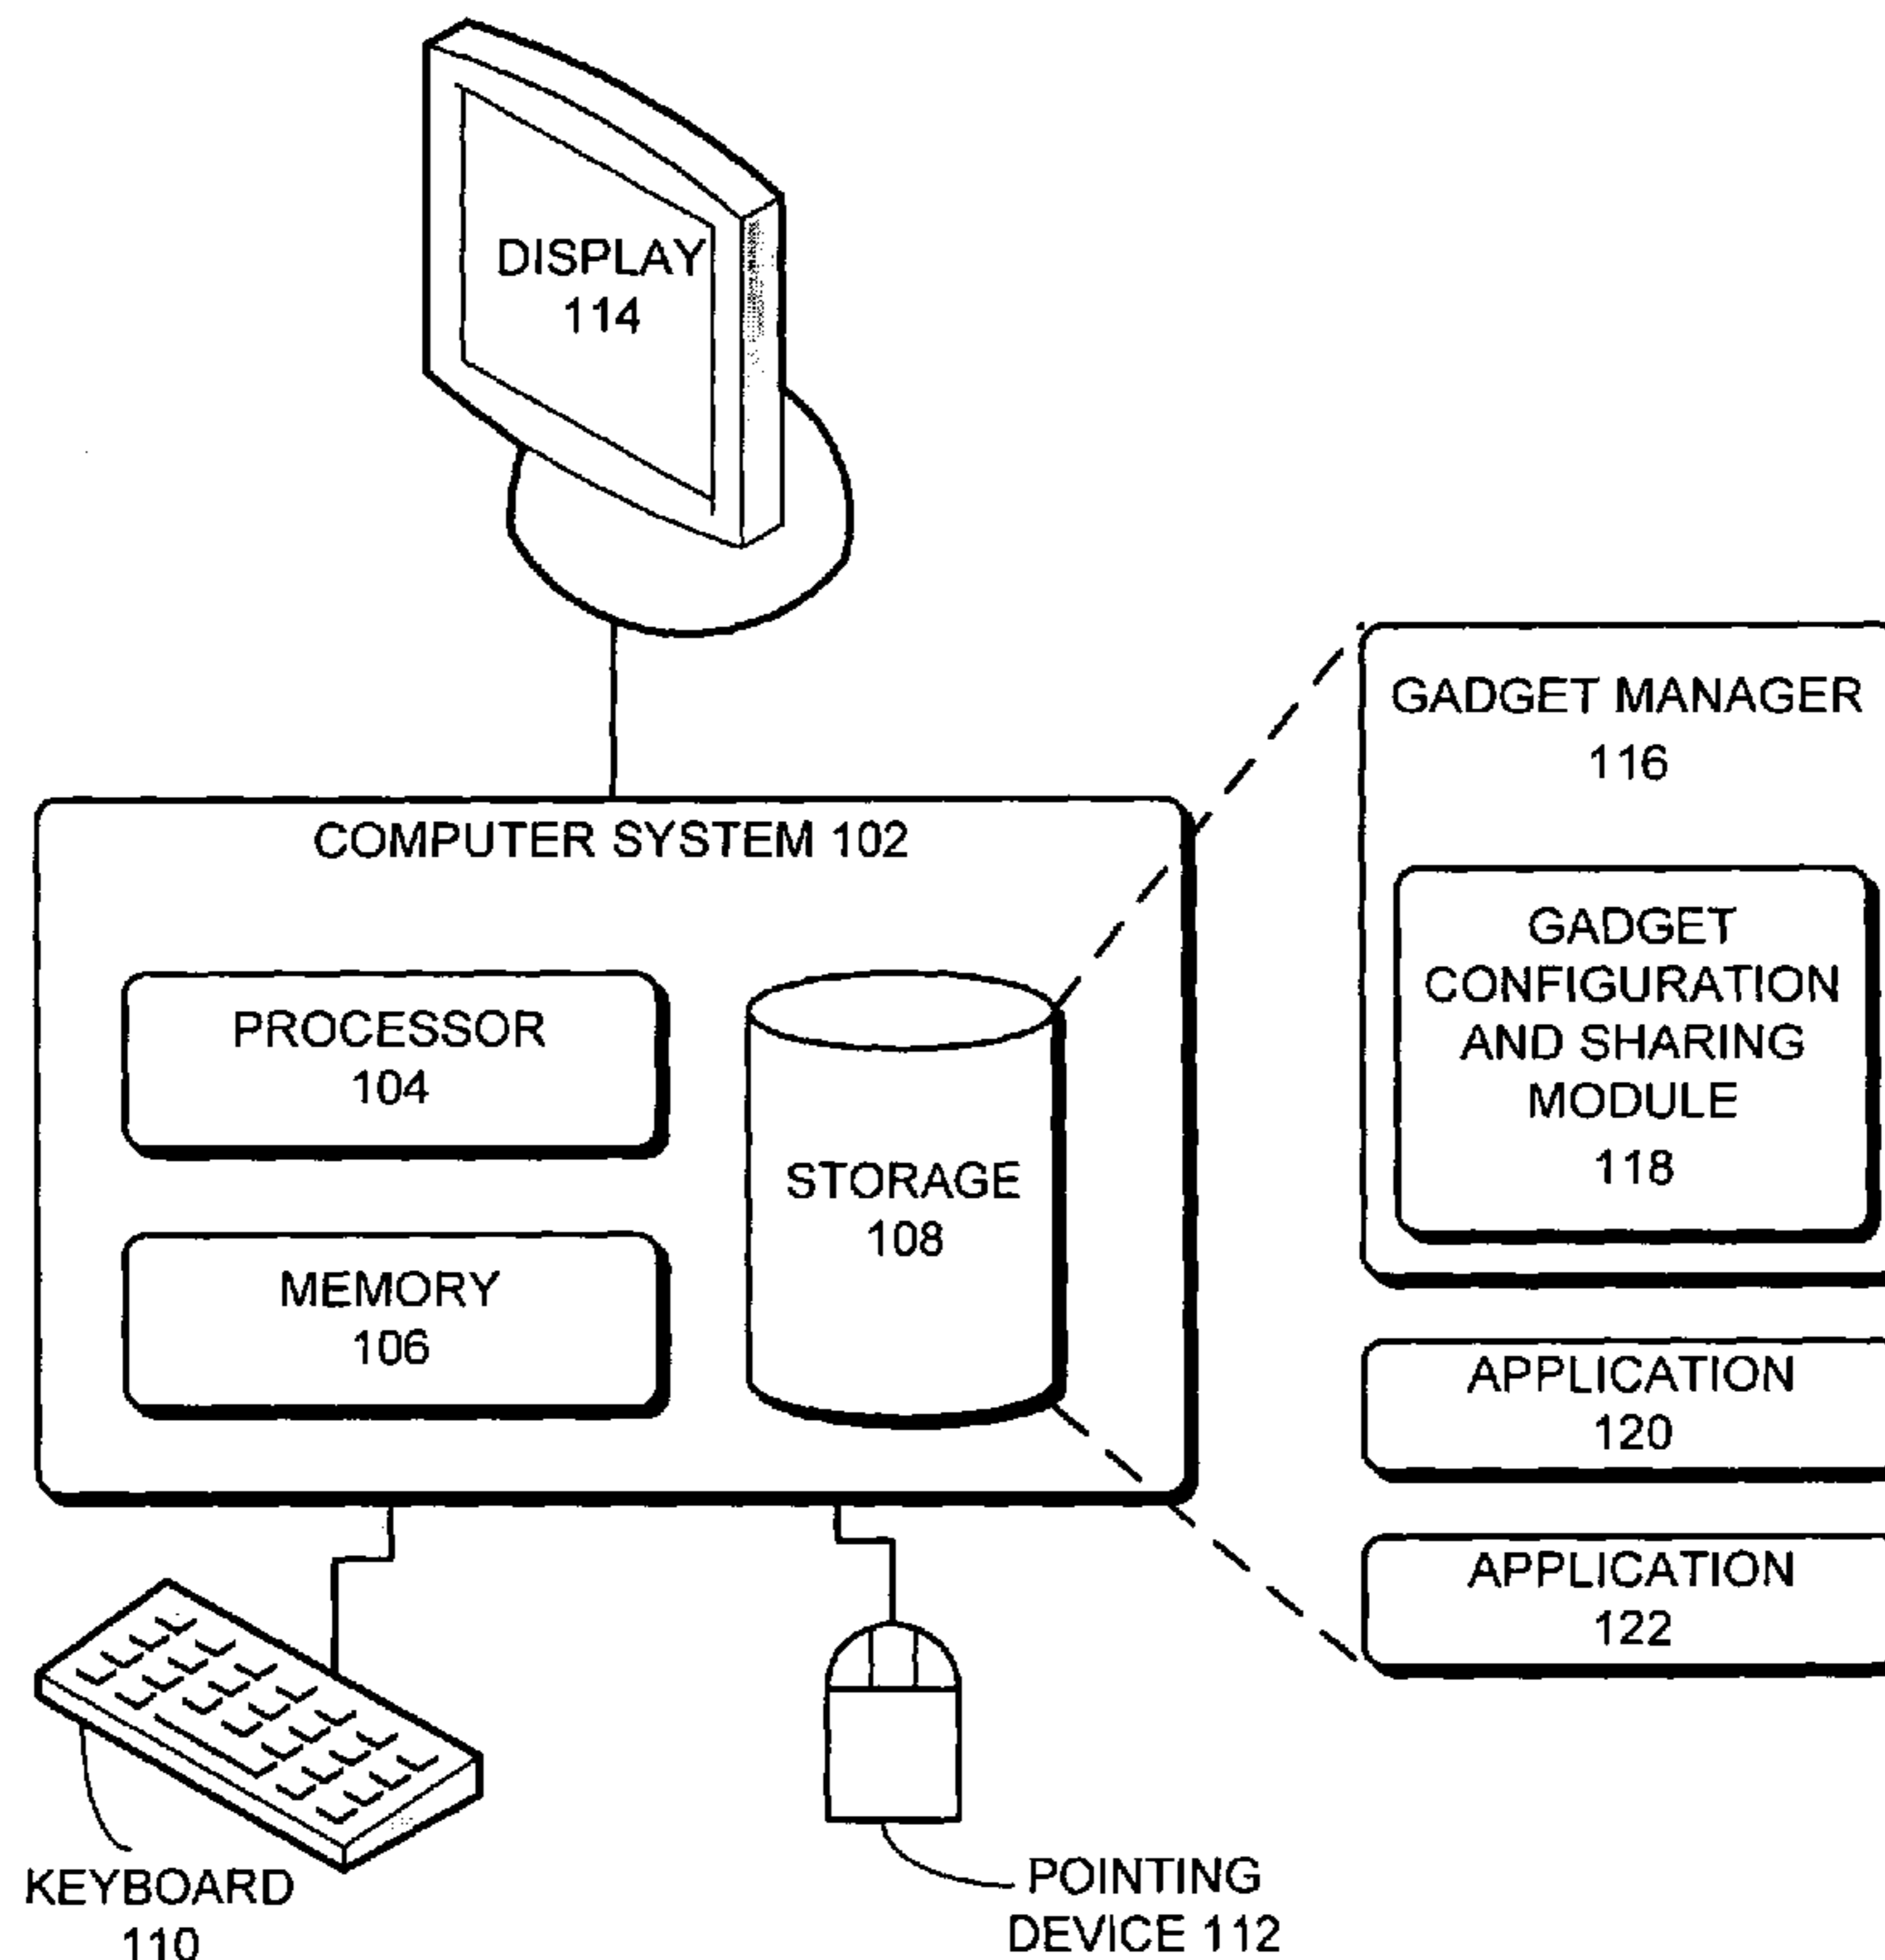 DISPLAY
114
GADGET MANAGER
116
COMPUTER SYSTEM 102
GADGET
CONFIGURATION
AND SHARING
MODULE
118
PROCESSOR
104
STORAGE
108
MEMORY
106
APPLICATION
120
APPLICATION
122
KEYBOARD
110
POINTING
DEVICE 112